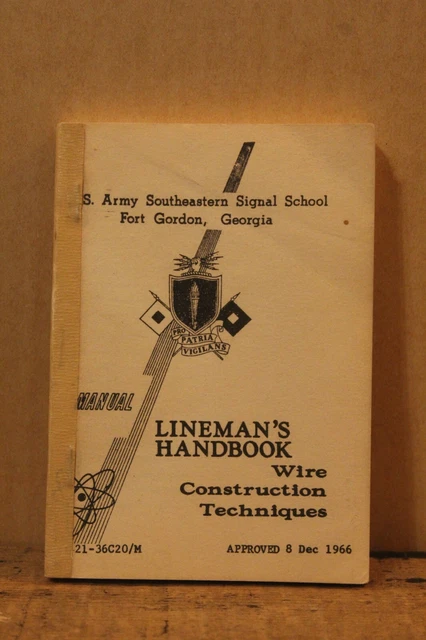 S. Army Southeastern Signal School
Fort Gordon, Georgia
PRO
PATRIA
VIGILANS
MANUAL
LINEMAN'S
HANDBOOK
Wire
Construction
Techniques
21-36C20/M
APPROVED 8 Dec 1966